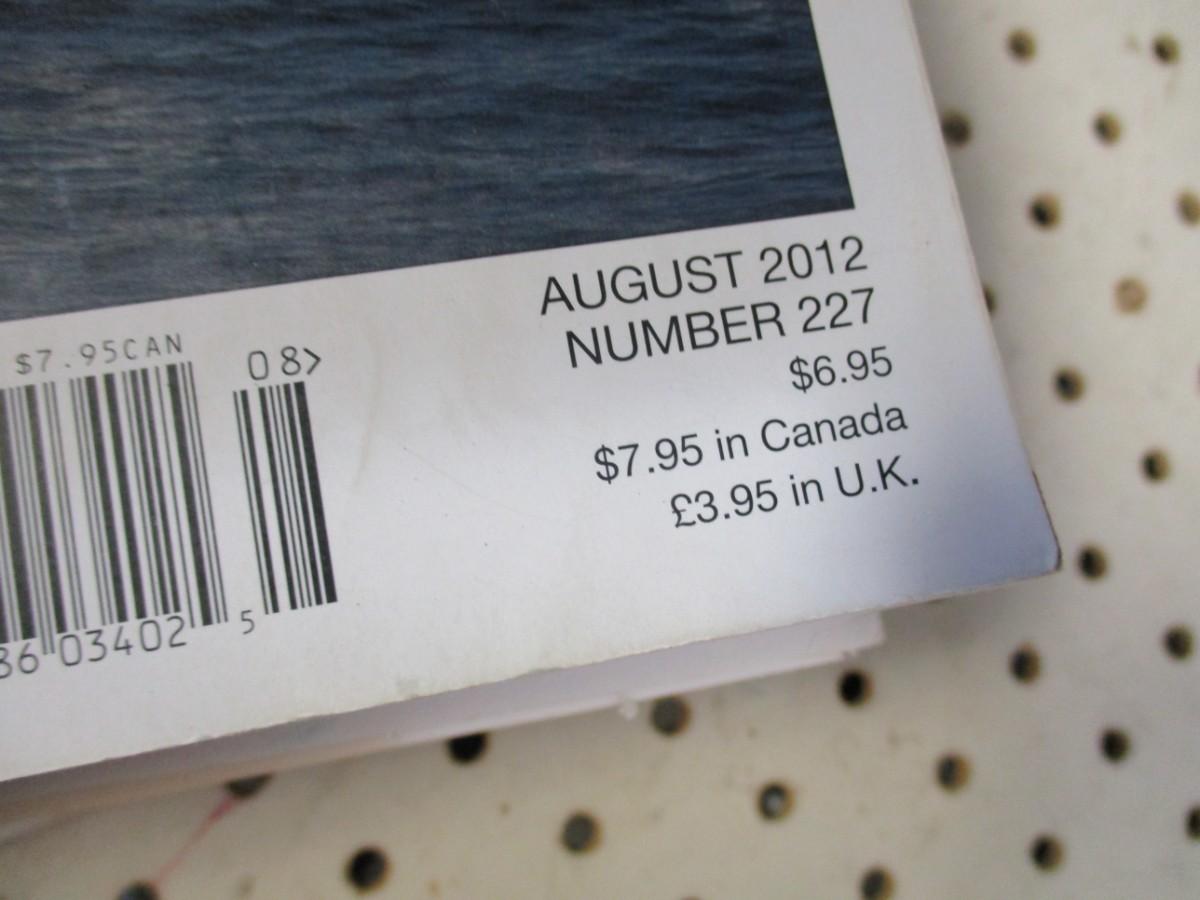 $7.95CAN
08>
36 03402 5
AUGUST 2012
NUMBER 227
$6.95
$7.95 in Canada
£3.95 in U.K.